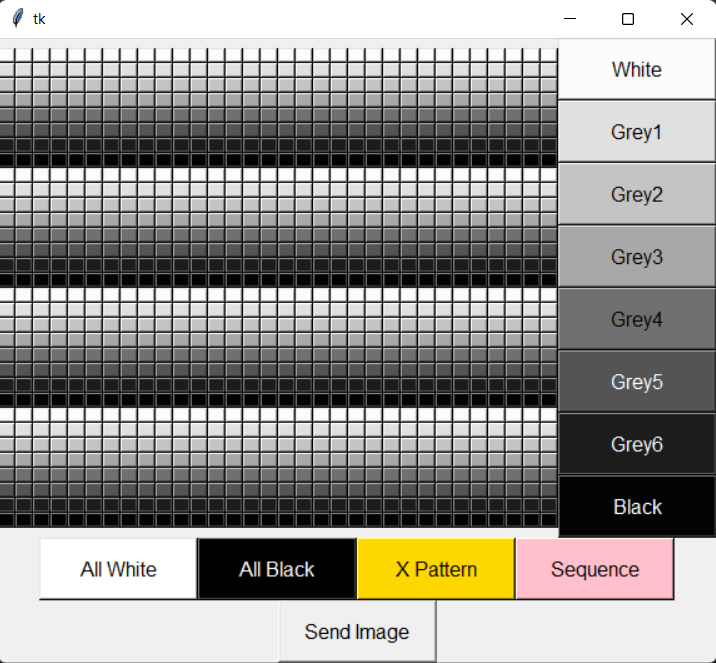 tk
White
Grey1
Grey2
Grey3
Grey4
Grey5
Grey6
Black
All White
All Black
X Pattern
Sequence
Send Image